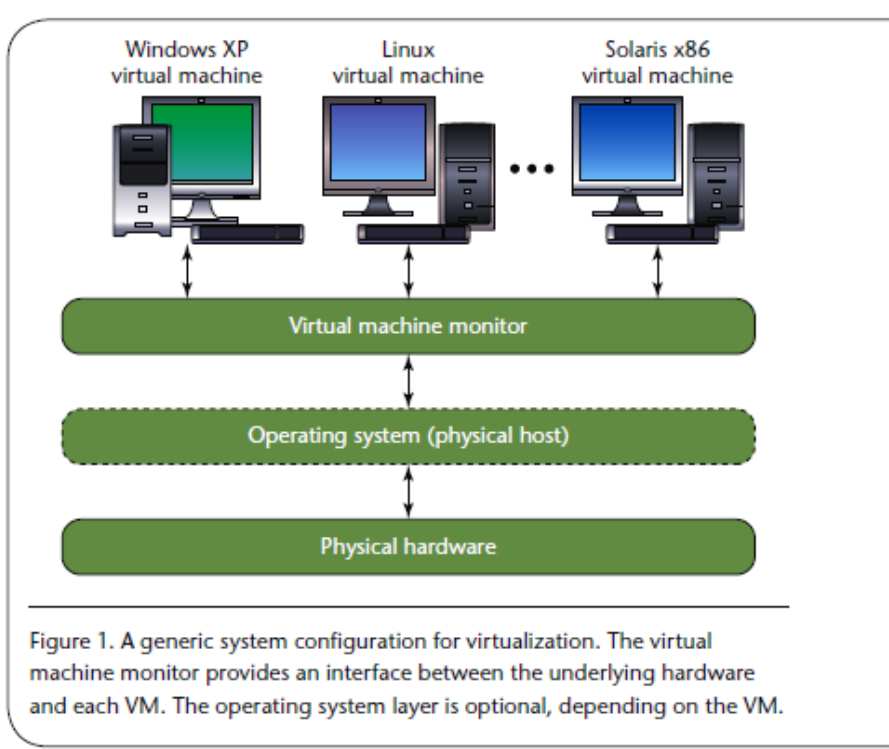 Windows XP
virtual machine
Linux
virtual machine
Solaris x86
virtual machine
Virtual machine monitor
Operating system (physical host)
Physical hardware
Figure 1. A generic system configuration for virtualization. The virtual
machine monitor provides an interface between the underlying hardware
and each VM. The operating system layer is optional, depending on the VM.